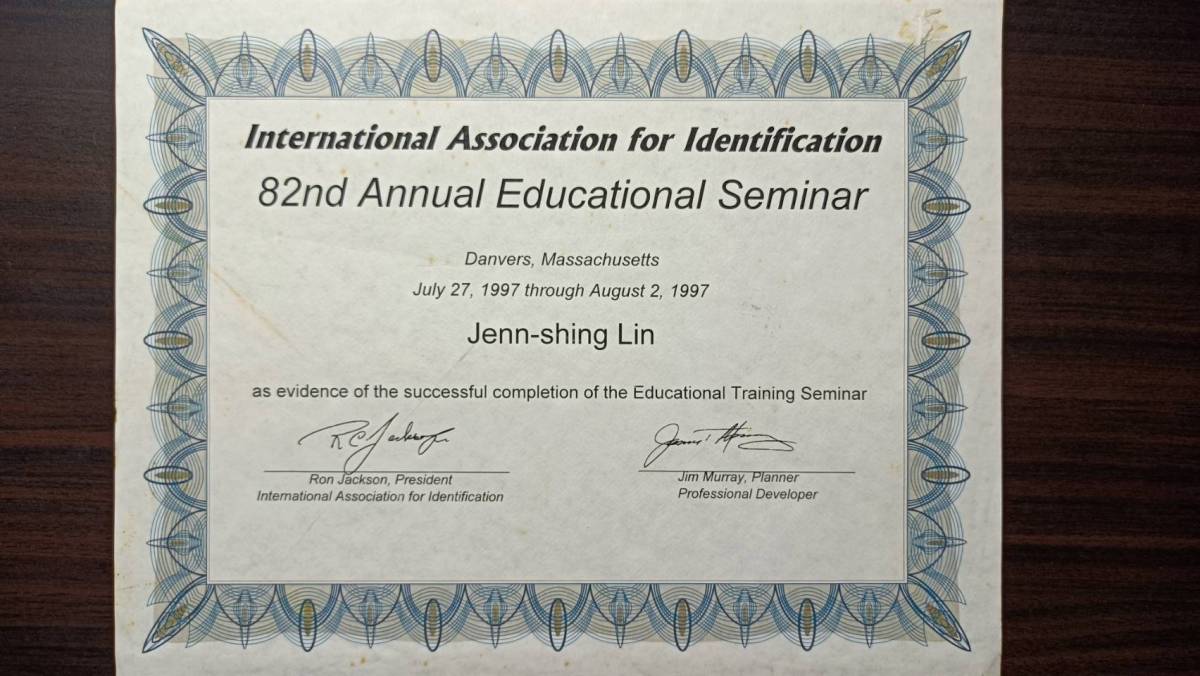 International Association for Identification
82nd Annual Educational Seminar
Danvers, Massachusetts
July 27, 1997 through August 2, 1997
Jenn-shing Lin
as evidence of the successful completion of the Educational Training Seminar
Ron Jackson, President
International Association for Identification
Jim Murray, Planner
Professional Developer